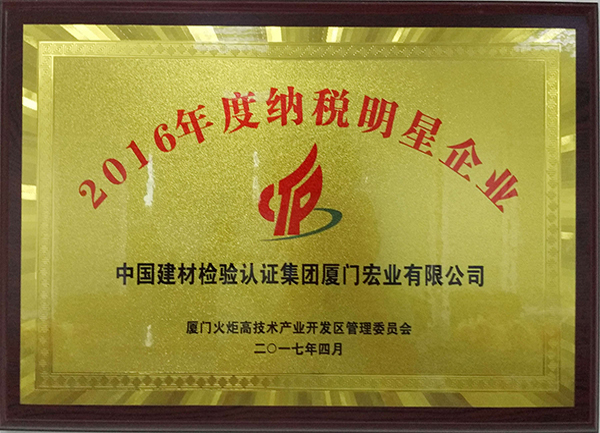 2016年度纳税明星企业
中国建材检验认证集团厦门宏业有限公司
厦门火炬高技术产业开发区管理委员会
二〇一七年四月